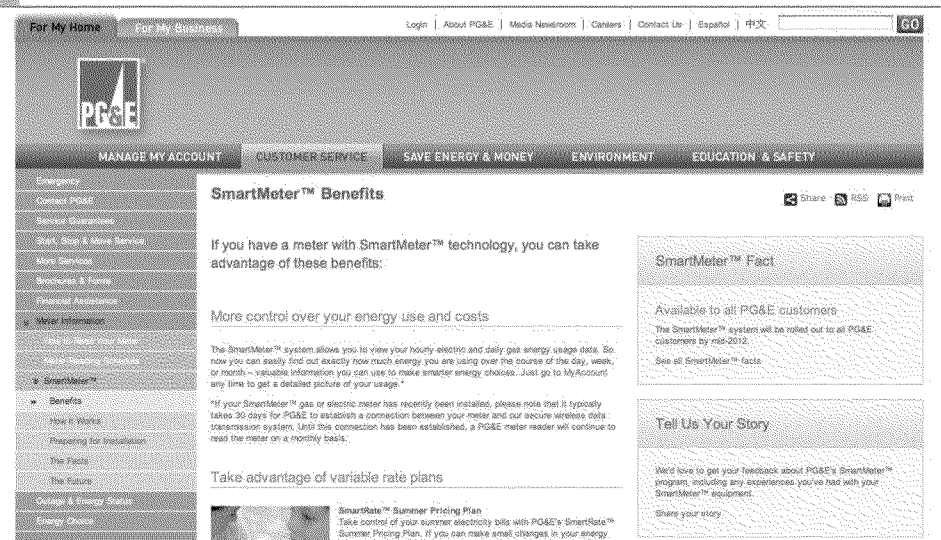 For My Home
For My Business
Login | About PG&E | Media Newsroom | Careers | Contact Us | Español | 中文
GO
PG&E
MANAGE MY ACCOUNT
CUSTOMER SERVICE
SAVE ENERGY & MONEY
ENVIRONMENT
EDUCATION & SAFETY
Emergency
Contact PG&E
Service Guarantees
Start, Stop & Move Service
More Services
Brochures & Forms
Financial Assistance
Meter Information
How to Read Your Meter
» SmartMeter™
» Benefits
How It Works
Preparing for Installation
The Facts
The Future
Energy Choice
SmartMeter™ Benefits
Share
RSS
Print
If you have a meter with SmartMeter™ technology, you can take
advantage of these benefits:
More control over your energy use and costs
The SmartMeter™ system allows you to view your hourly electric and daily gas energy usage data. So
now you can easily find out exactly how much energy you are using over the course of the day, week,
or month – valuable information you can use to make smarter energy choices. Just go to MyAccount
any time to get a detailed picture of your usage.*
*If your SmartMeter™ gas or electric meter has recently been installed, please note that it typically
takes 30 days for PG&E to establish a connection between your meter and our secure wireless data
transmission system. Until this connection has been established, a PG&E meter reader will continue to
read the meter on a monthly basis.
Take advantage of variable rate plans
SmartRate™ Summer Pricing Plan
Take control of your summer electricity bills with PG&E's SmartRate™
Summer Pricing Plan. If you can make small changes in your energy
SmartMeter™ Fact
Available to all PG&E customers
The SmartMeter™ system will be rolled out to all PG&E
customers by mid-2012.
See all SmartMeter™ facts
Tell Us Your Story
We'd love to get your feedback about PG&E's SmartMeter™
program, including any experiences you've had with your
SmartMeter™ equipment.
Share your story